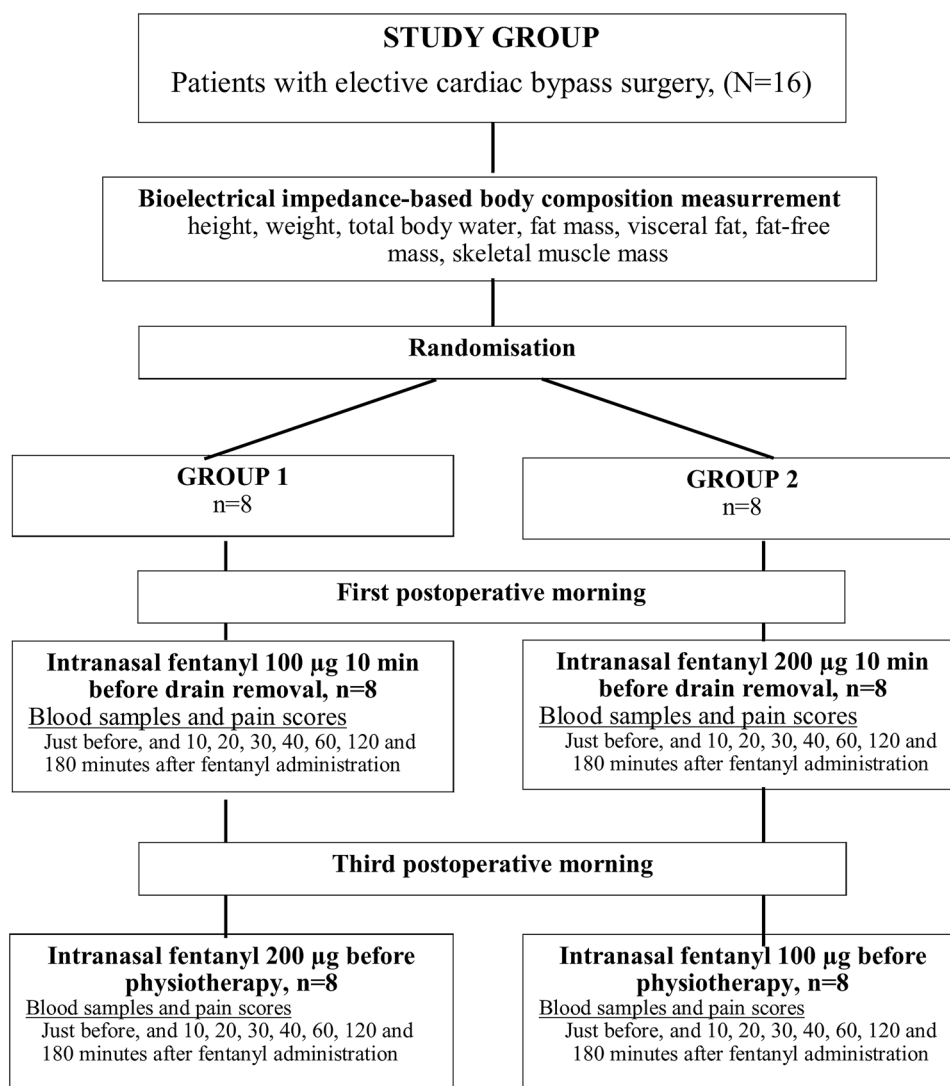 STUDY GROUP
Patients with elective cardiac bypass surgery, (N=16)
Bioelectrical impedance-based body composition measurrement
height, weight, total body water, fat mass, visceral fat, fat-free
mass, skeletal muscle mass
Randomisation
GROUP 1
n=8
GROUP 2
n=8
First postoperative morning
Intranasal fentanyl 100 µg 10 min
before drain removal, n=8
Blood samples and pain scores
Just before, and 10, 20, 30, 40, 60, 120 and
180 minutes after fentanyl administration
Intranasal fentanyl 200 µg 10 min
before drain removal, n=8
Blood samples and pain scores
Just before, and 10, 20, 30, 40, 60, 120 and
180 minutes after fentanyl administration
Third postoperative morning
Intranasal fentanyl 200 µg before
physiotherapy, n=8
Blood samples and pain scores
Just before, and 10, 20, 30, 40, 60, 120 and
180 minutes after fentanyl administration
Intranasal fentanyl 100 µg before
physiotherapy, n=8
Blood samples and pain scores
Just before, and 10, 20, 30, 40, 60, 120 and
180 minutes after fentanyl administration